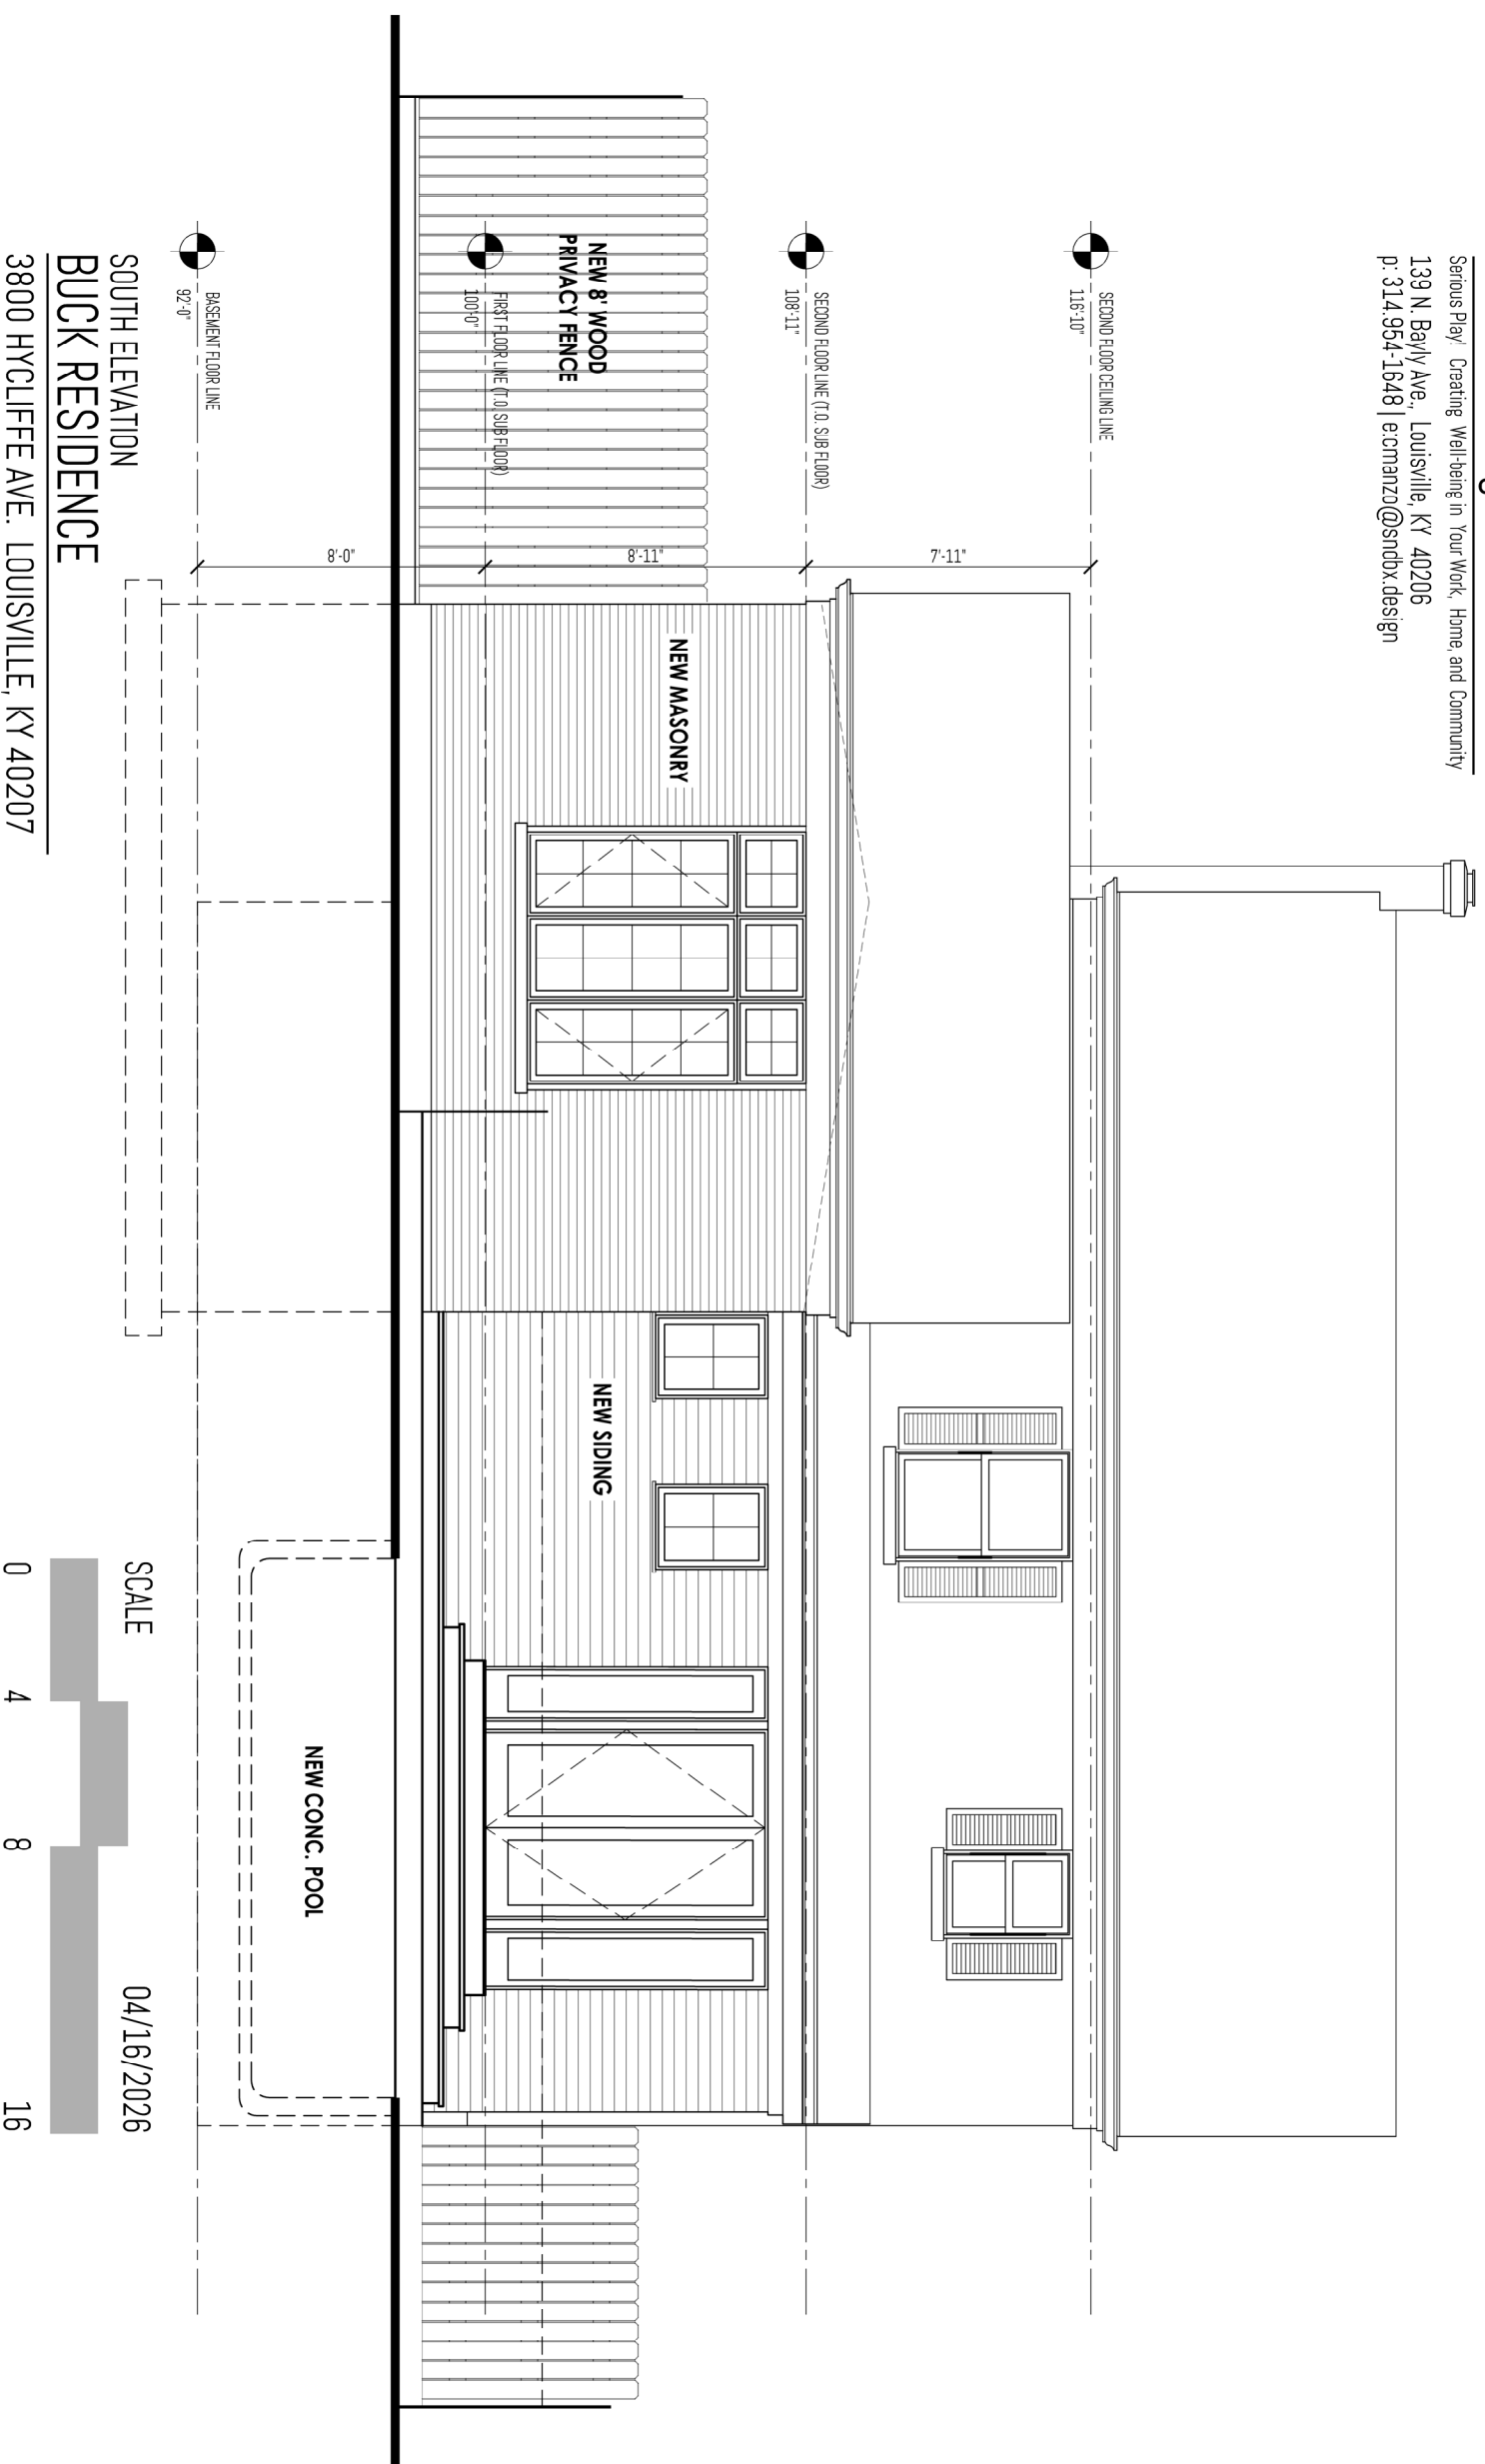 Serious Play! Creating Well-being in Your Work, Home, and Community
139 N. Bayly Ave., Louisville, KY 40206
p: 314.954-1648 | e:cmanzo@sndbx.design
SECOND FLOOR CEILING LINE
116'-10"
7'-11"
SECOND FLOOR LINE (T.O. SUB FLOOR)
108'-11"
NEW MASONRY
8'-11"
NEW 8' WOOD
PRIVACY FENCE
NEW SIDING
FIRST FLOOR LINE (T.O. SUB FLOOR)
100'-0"
8'-0"
NEW CONC. POOL
BASEMENT FLOOR LINE
92'-0"
SOUTH ELEVATION
BUCK RESIDENCE
3800 HYCLIFFE AVE. LOUISVILLE, KY 40207
SCALE
04/16/2026
0 4 8 16